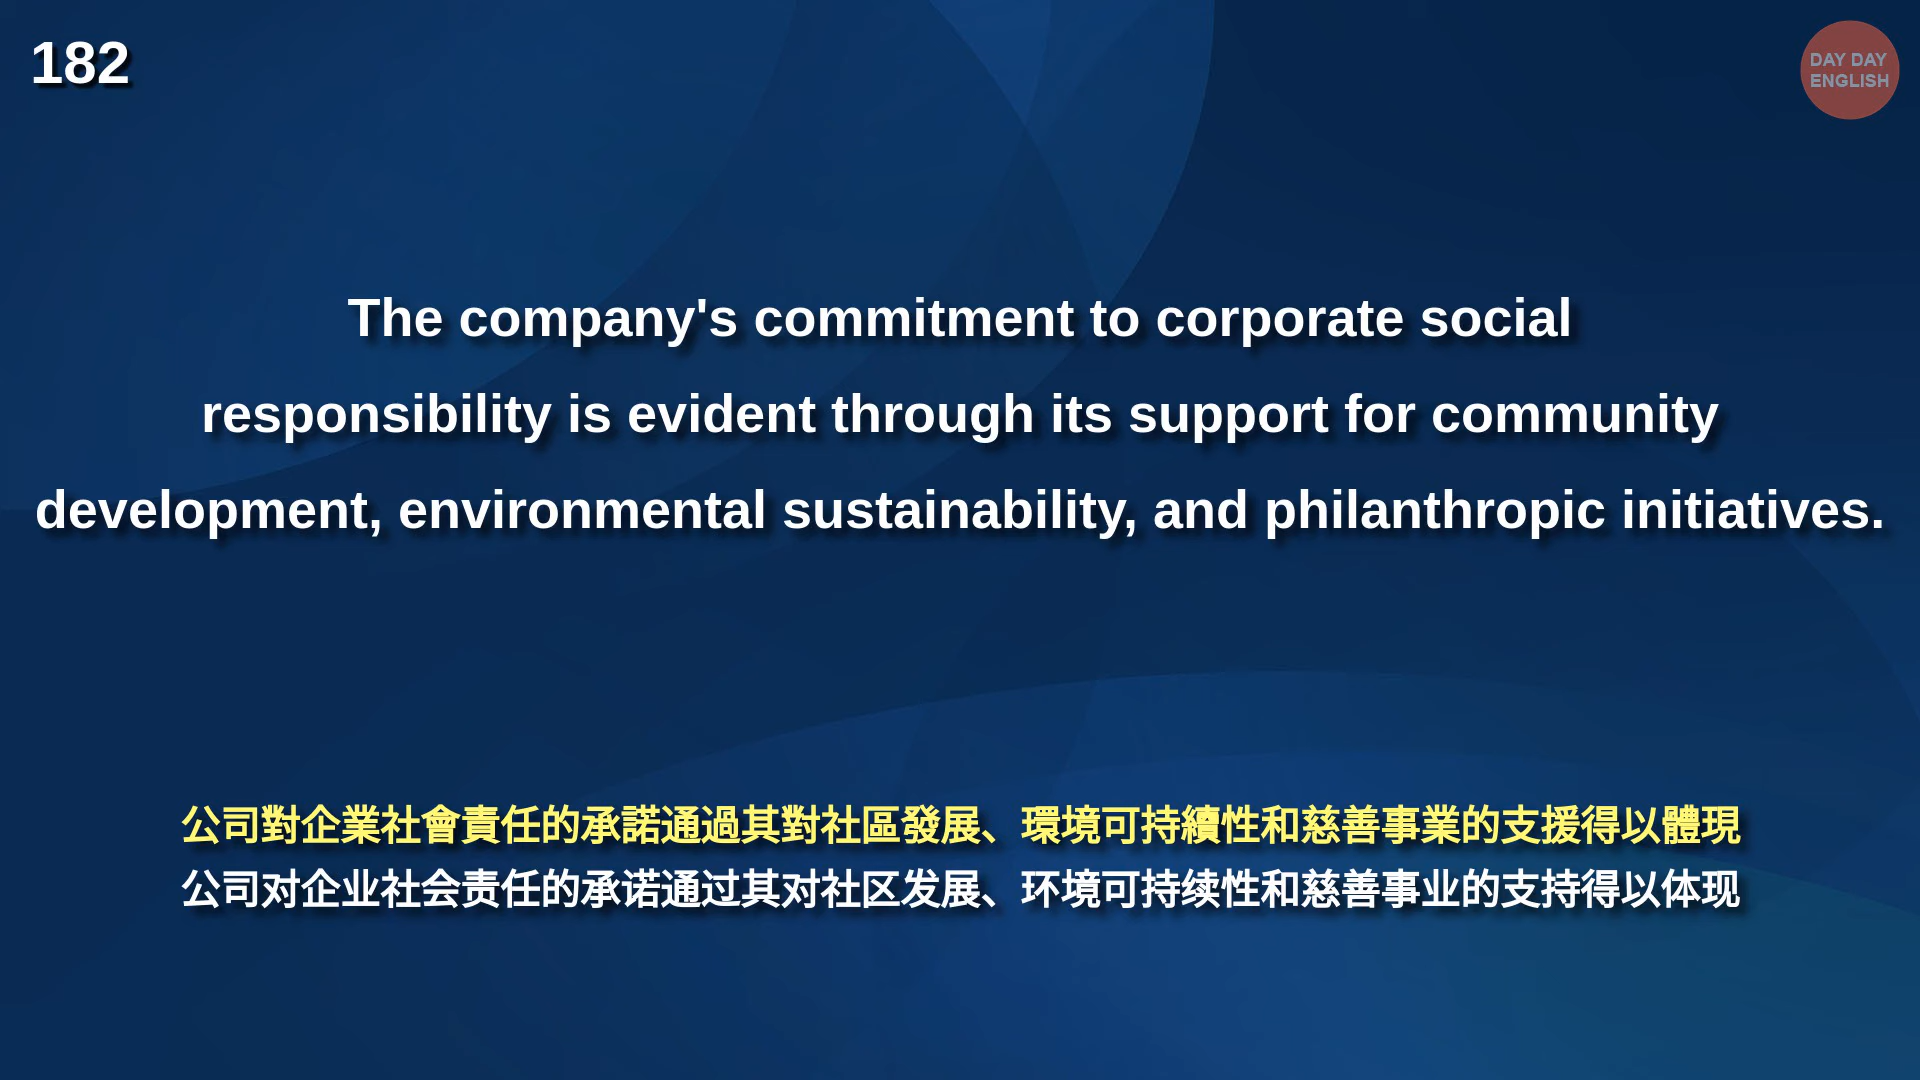 182
DAY DAY
ENGLISH
The company's commitment to corporate social
responsibility is evident through its support for community
development, environmental sustainability, and philanthropic initiatives.
公司對企業社會責任的承諾通過其對社區發展、環境可持續性和慈善事業的支援得以體現
公司对企业社会责任的承诺通过其对社区发展、环境可持续性和慈善事业的支持得以体现